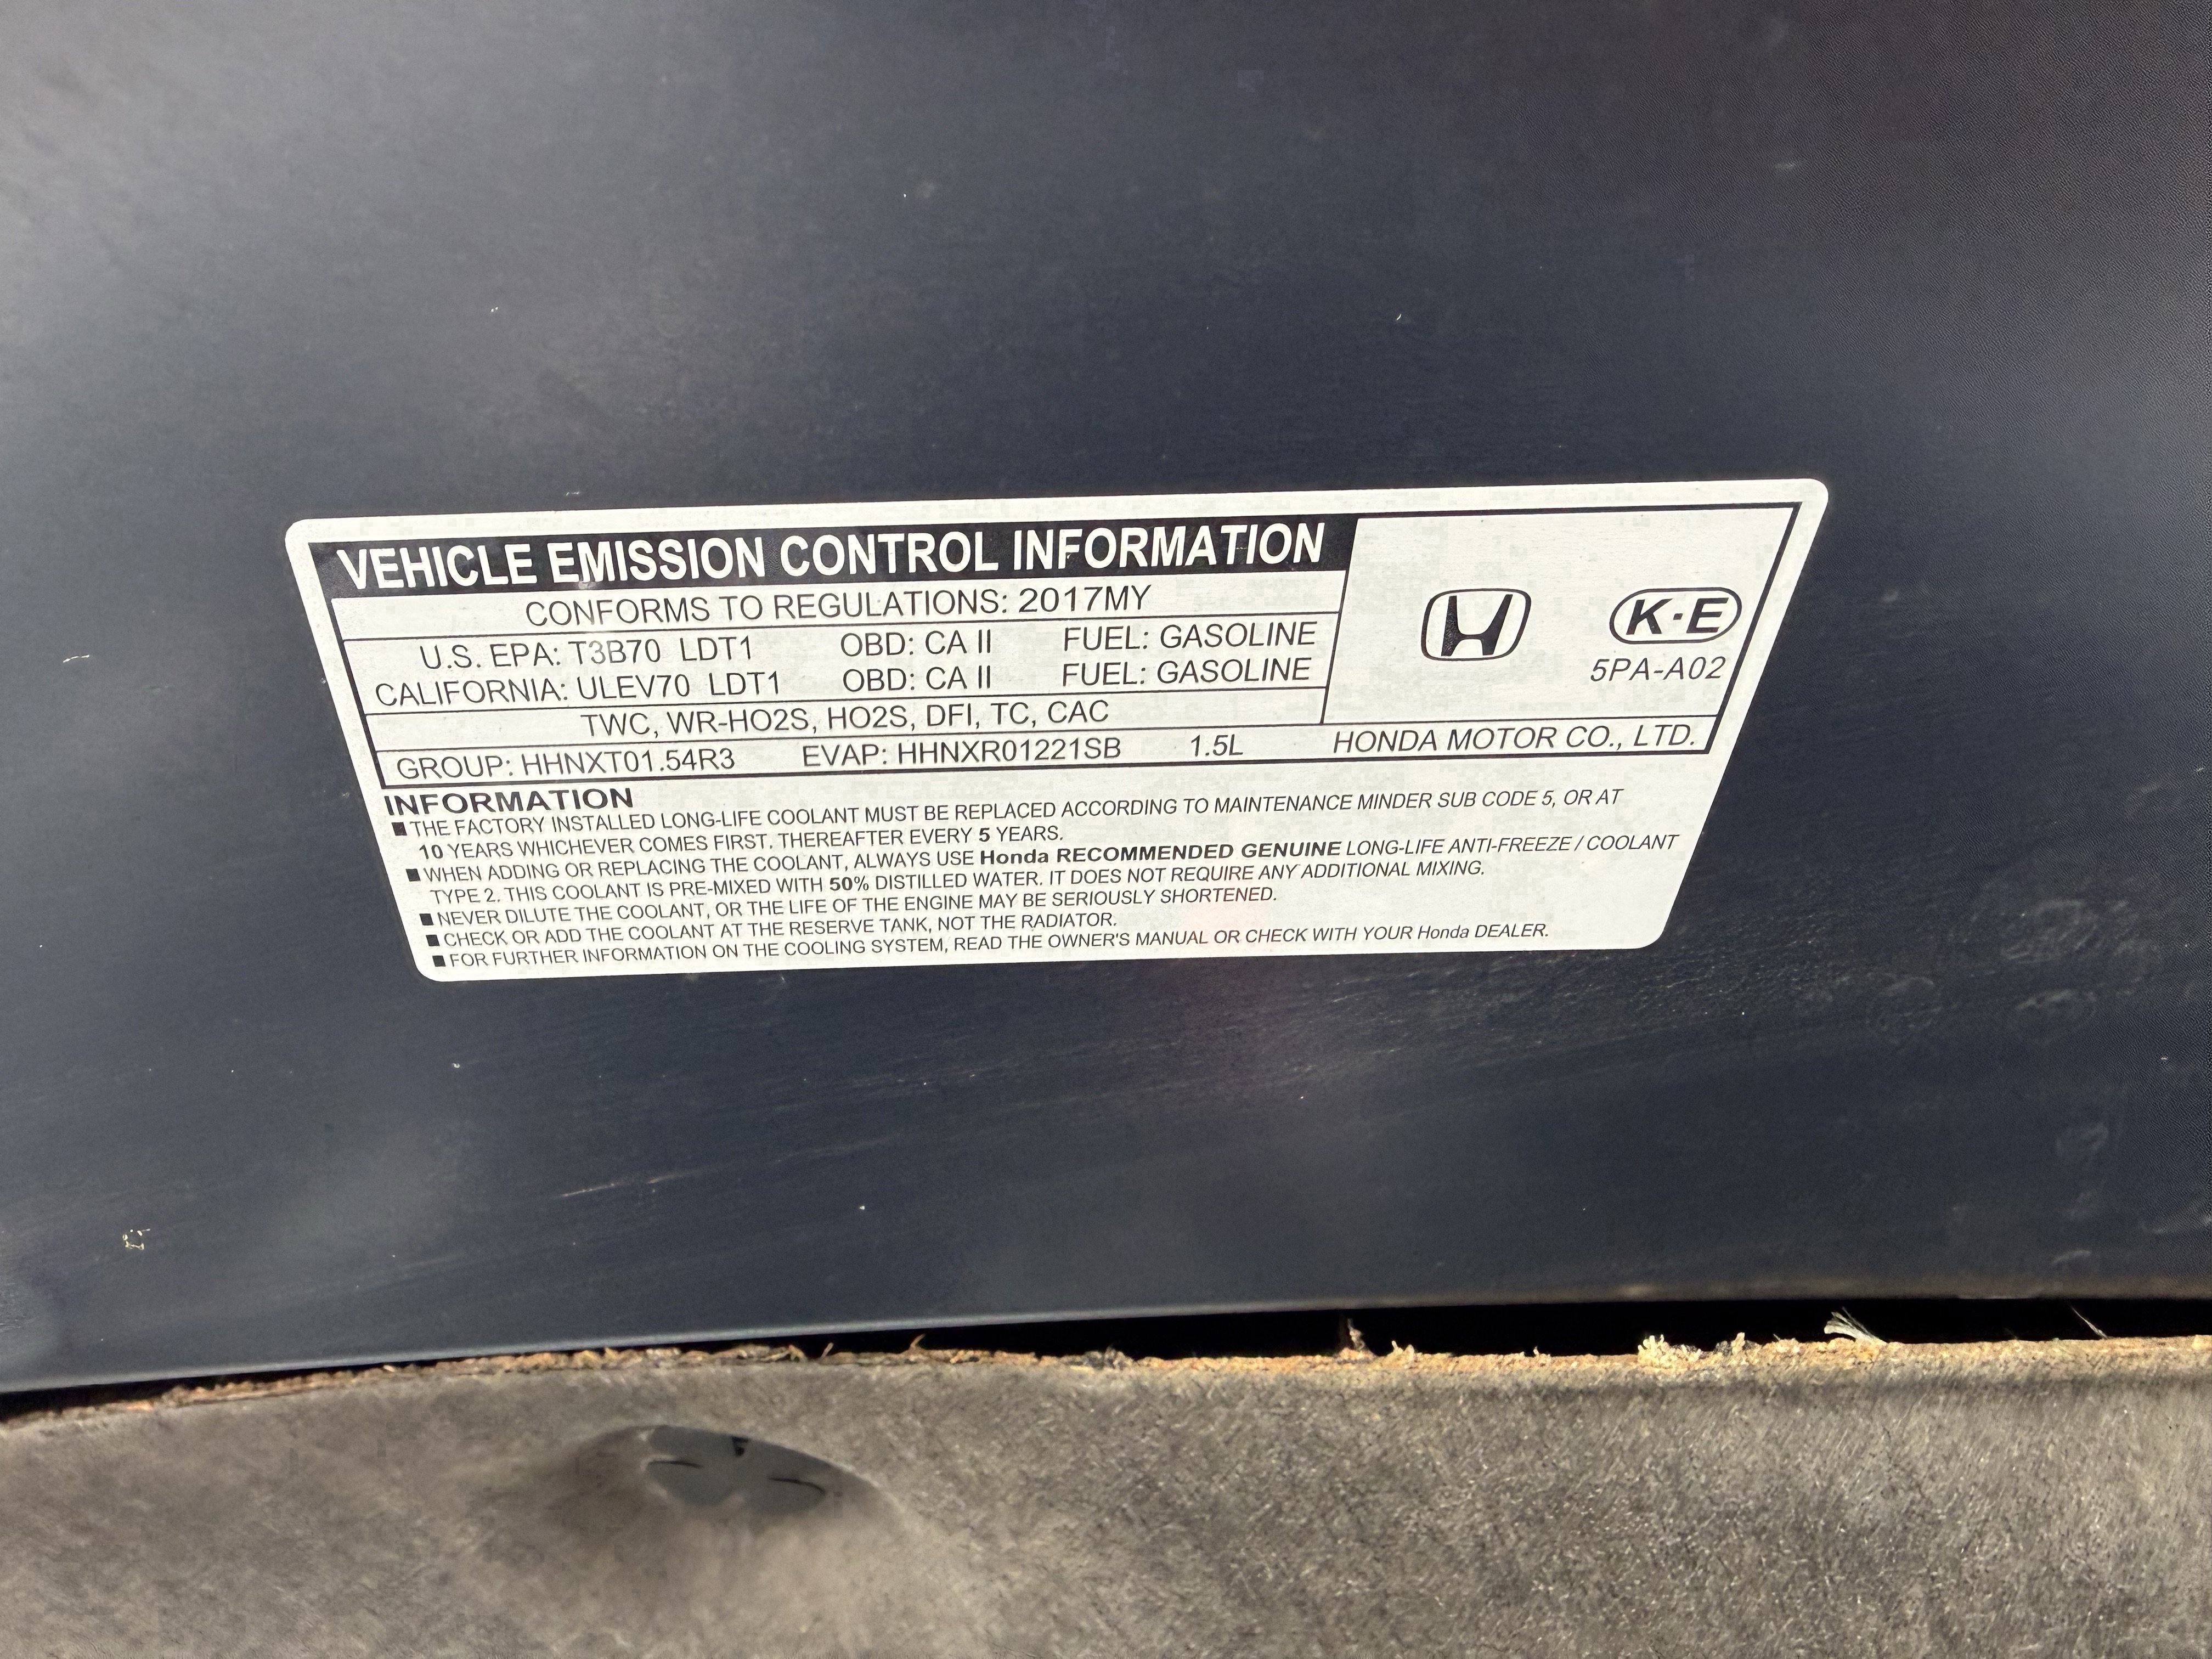 VEHICLE EMISSION CONTROL INFORMATION
CONFORMS TO REGULATIONS: 2017MY
U.S. EPA: T3B70 LDT1 OBD: CA II FUEL: GASOLINE
CALIFORNIA: ULEV70 LDT1 OBD: CA II FUEL: GASOLINE
TWC, WR-HO2S, HO2S, DFI, TC, CAC
K·E
5PA-A02
GROUP: HHNXT01.54R3 EVAP: HHNXR01221SB 1.5L HONDA MOTOR CO., LTD.
INFORMATION
■ THE FACTORY INSTALLED LONG-LIFE COOLANT MUST BE REPLACED ACCORDING TO MAINTENANCE MINDER SUB CODE 5, OR AT
10 YEARS WHICHEVER COMES FIRST. THEREAFTER EVERY 5 YEARS.
■ WHEN ADDING OR REPLACING THE COOLANT, ALWAYS USE Honda RECOMMENDED GENUINE LONG-LIFE ANTI-FREEZE / COOLANT
TYPE 2. THIS COOLANT IS PRE-MIXED WITH 50% DISTILLED WATER. IT DOES NOT REQUIRE ANY ADDITIONAL MIXING.
■ NEVER DILUTE THE COOLANT, OR THE LIFE OF THE ENGINE MAY BE SERIOUSLY SHORTENED.
■ CHECK OR ADD THE COOLANT AT THE RESERVE TANK, NOT THE RADIATOR.
■ FOR FURTHER INFORMATION ON THE COOLING SYSTEM, READ THE OWNER'S MANUAL OR CHECK WITH YOUR Honda DEALER.